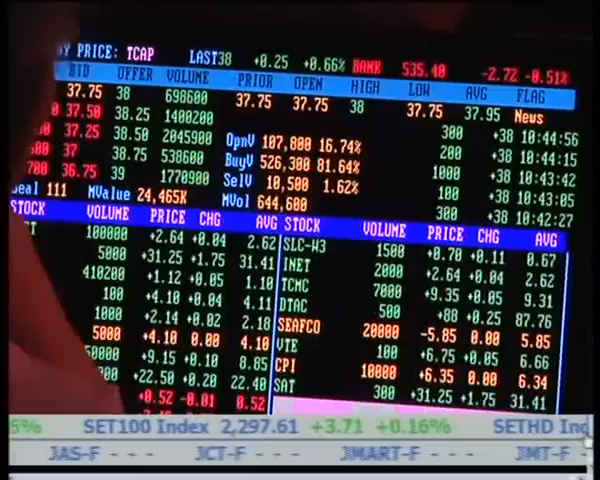 Y PRICE: TCAP LAST38 +0.25 +0.66% BANK 535.40 -2.72 -0.51%
BID OFFER VOLUME PRIOR OPEN HIGH LOW AVG FLAG
37.75 38 698600 37.75 37.75 38 37.75 37.95 News
37.50 38.25 1400200 300 +38 10:44:56
37.25 38.50 2045900 OpnV 107,800 16.74% 200 +38 10:44:15
37 38.75 538600 BuyV 526,300 81.64% 1000 +38 10:43:42
700 36.75 39 1770900 SelV 10,500 1.62% 100 +38 10:43:05
eal 111 MValue 24,465K MVol 644,600 300 +38 10:42:27
STOCK VOLUME PRICE CHG AVG STOCK VOLUME PRICE CHG AVG
100000 +2.64 +0.04 2.62 SLC-W3 1500 +0.70 +0.11 0.67
5000 +31.25 +1.75 31.41 INET 2000 +2.64 +0.04 2.62
410200 +1.12 +0.05 1.10 TCMC 7000 +9.35 +0.05 9.31
100 +4.10 +0.04 4.11 DTAC 500 +88 +0.25 87.76
1000 +2.14 +0.02 2.18 SEAFCO 20000 -5.85 0.00 5.85
5000 +4.10 0.00 4.10 VTE 100 +6.75 +0.05 6.66
50000 +9.15 +0.10 8.85 CPI 10000 +6.35 0.00 6.34
300 +22.50 +0.20 22.40 SAT 300 +31.25 +1.75 31.41
+0.52 -0.01 0.52
5% SET100 Index 2,297.61 +3.71 +0.16% SETHD Ind
JAS-F - - - JCT-F - - - JMART-F - - - JMT-F - -